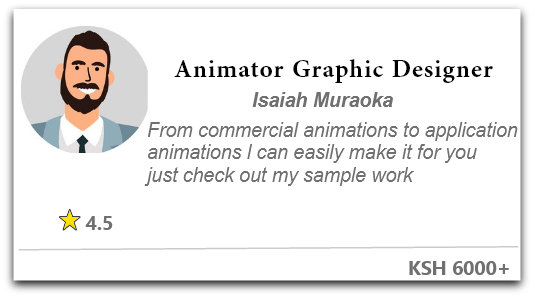 Animator Graphic Designer
Isaiah Muraoka
From commercial animations to application
animations I can easily make it for you
just check out my sample work
4.5
KSH 6000+